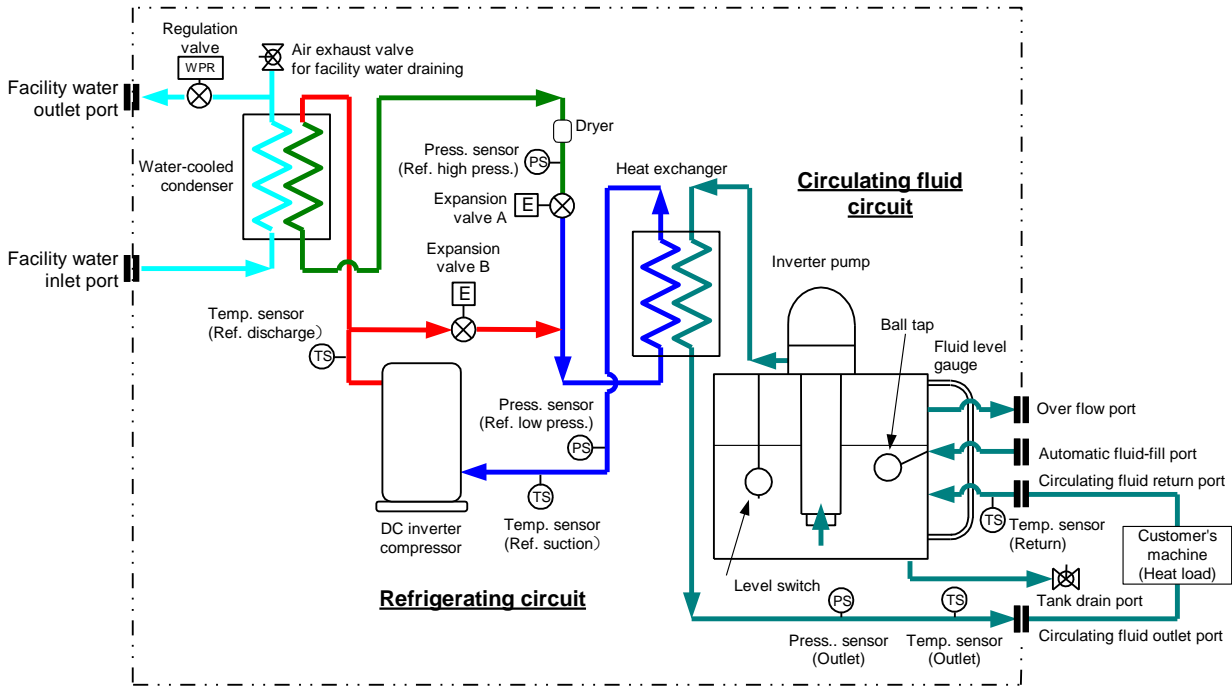 Regulation
valve
WPR
Air exhaust valve
for facility water draining
Facility water
outlet port
Water-cooled
condenser
Facility water
inlet port
Dryer
Press. sensor
(Ref. high press.)
PS
Expansion
valve A
E
Expansion
valve B
E
Temp. sensor
(Ref. discharge)
TS
Heat exchanger
Circulating fluid
circuit
Inverter pump
Ball tap
Fluid level
gauge
Press. sensor
(Ref. low press.)
PS
TS
Temp. sensor
(Ref. suction)
DC inverter
compressor
Refrigerating circuit
Level switch
Over flow port
Automatic fluid-fill port
Circulating fluid return port
TS
Temp. sensor
(Return)
Customer's
machine
(Heat load)
Tank drain port
PS
Press.. sensor
(Outlet)
TS
Temp. sensor
(Outlet)
Circulating fluid outlet port